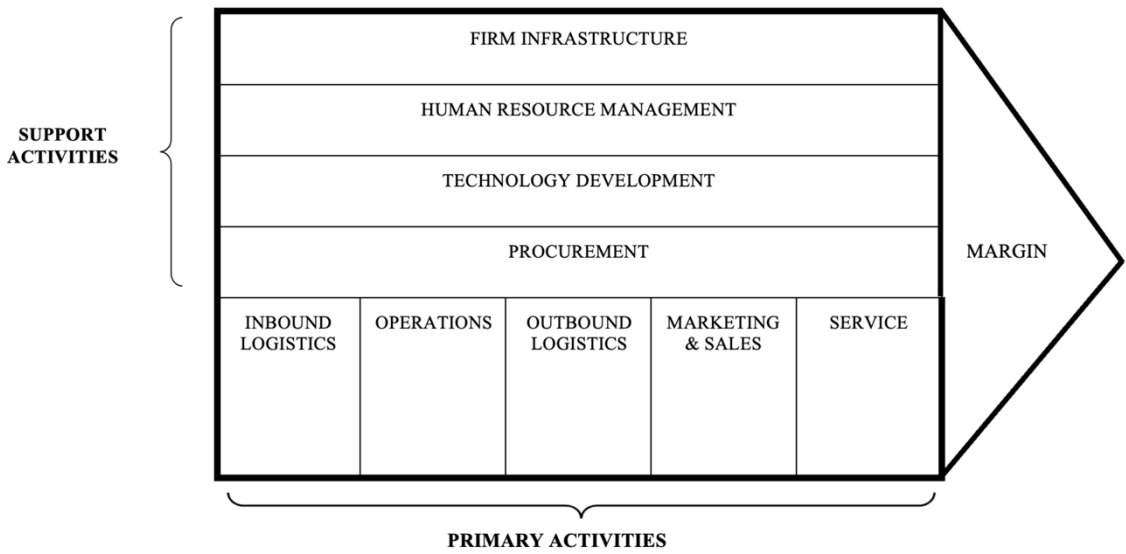 FIRM INFRASTRUCTURE
HUMAN RESOURCE MANAGEMENT
SUPPORT
ACTIVITIES
TECHNOLOGY DEVELOPMENT
PROCUREMENT
MARGIN
INBOUND
LOGISTICS
OPERATIONS
OUTBOUND
LOGISTICS
MARKETING
& SALES
SERVICE
PRIMARY ACTIVITIES